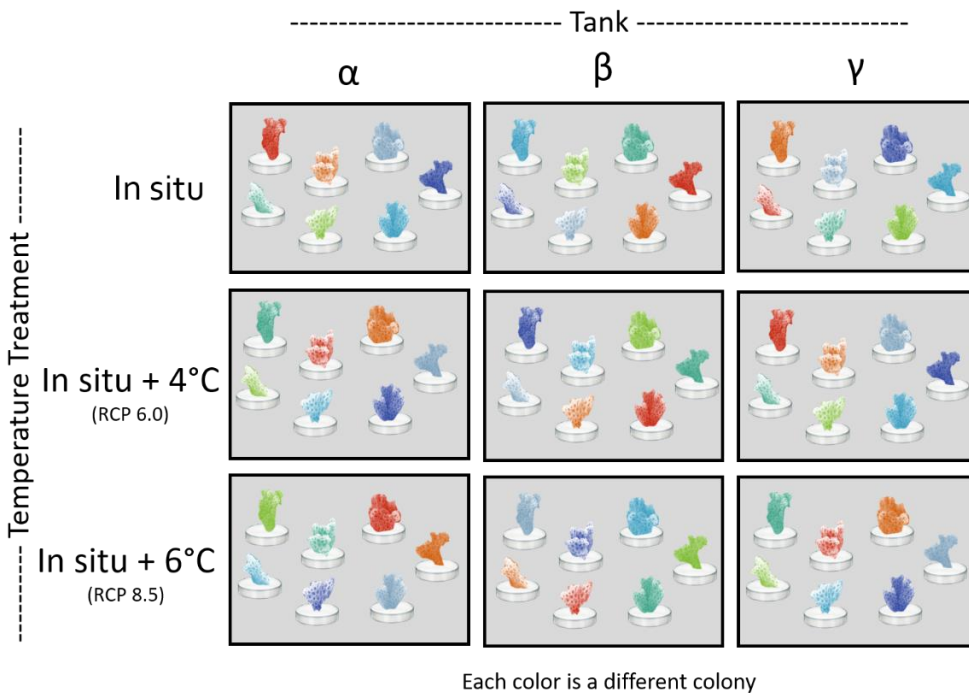 Tank
α β γ
Temperature Treatment
In situ
In situ + 4°C
(RCP 6.0)
In situ + 6°C
(RCP 8.5)
Each color is a different colony